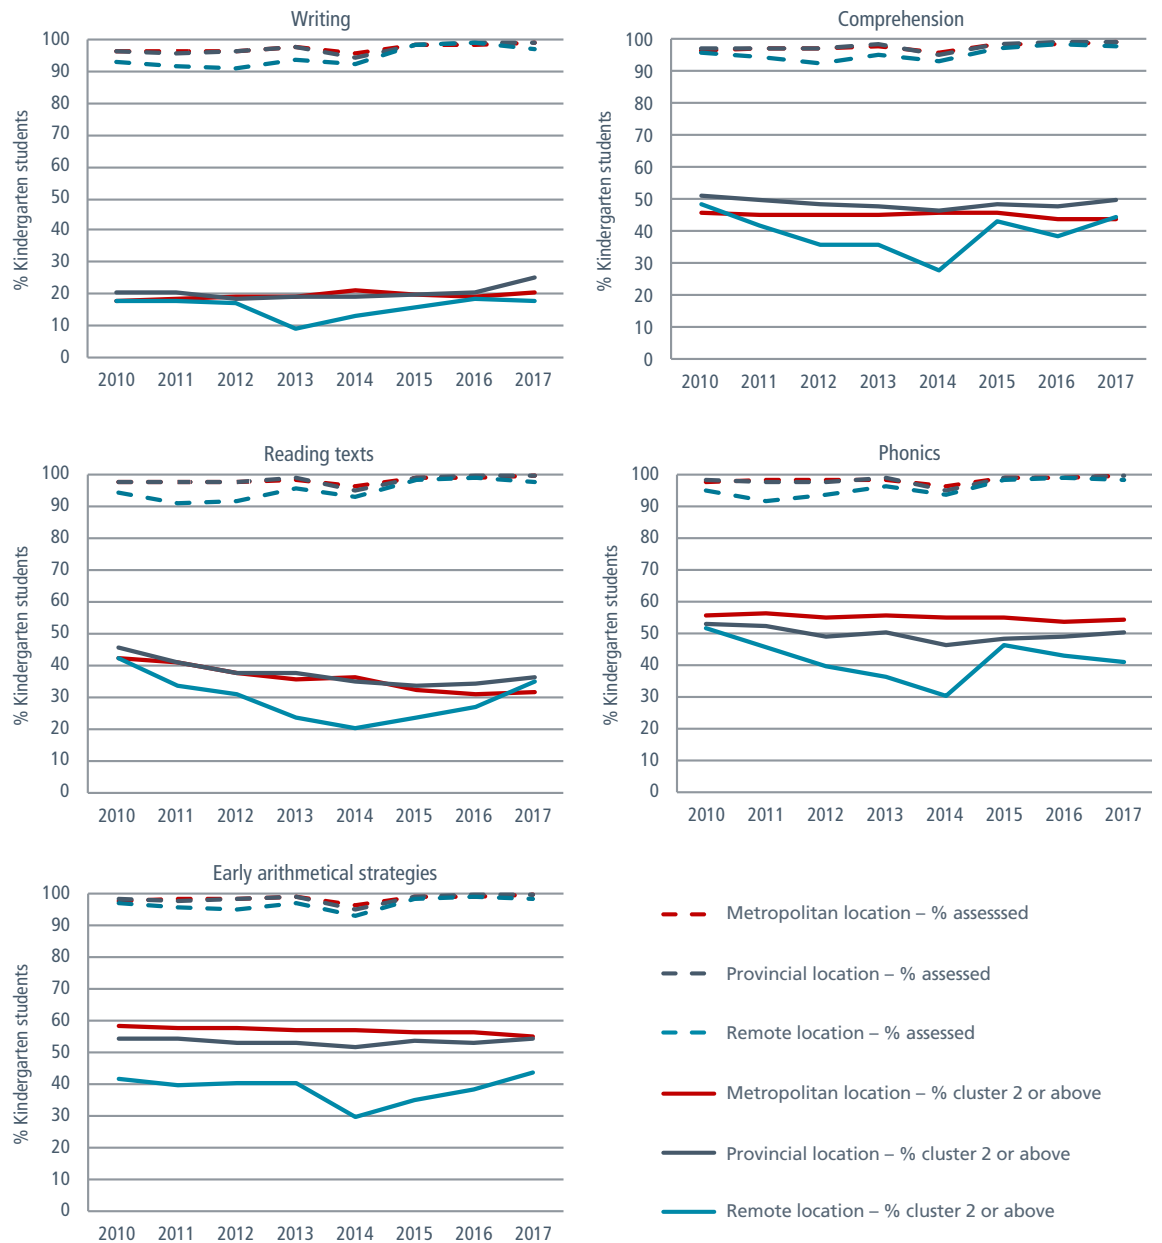 Writing
% Kindergarten students
100
90
80
70
60
50
40
30
20
10
0
2010 2011 2012 2013 2014 2015 2016 2017
Comprehension
% Kindergarten students
100
90
80
70
60
50
40
30
20
10
0
2010 2011 2012 2013 2014 2015 2016 2017
Reading texts
% Kindergarten students
100
90
80
70
60
50
40
30
20
10
0
2010 2011 2012 2013 2014 2015 2016 2017
Phonics
% Kindergarten students
100
90
80
70
60
50
40
30
20
10
0
2010 2011 2012 2013 2014 2015 2016 2017
Early arithmetical strategies
% Kindergarten students
100
90
80
70
60
50
40
30
20
10
0
2010 2011 2012 2013 2014 2015 2016 2017
Metropolitan location – % assesssed
Provincial location – % assessed
Remote location – % assessed
Metropolitan location – % cluster 2 or above
Provincial location – % cluster 2 or above
Remote location – % cluster 2 or above